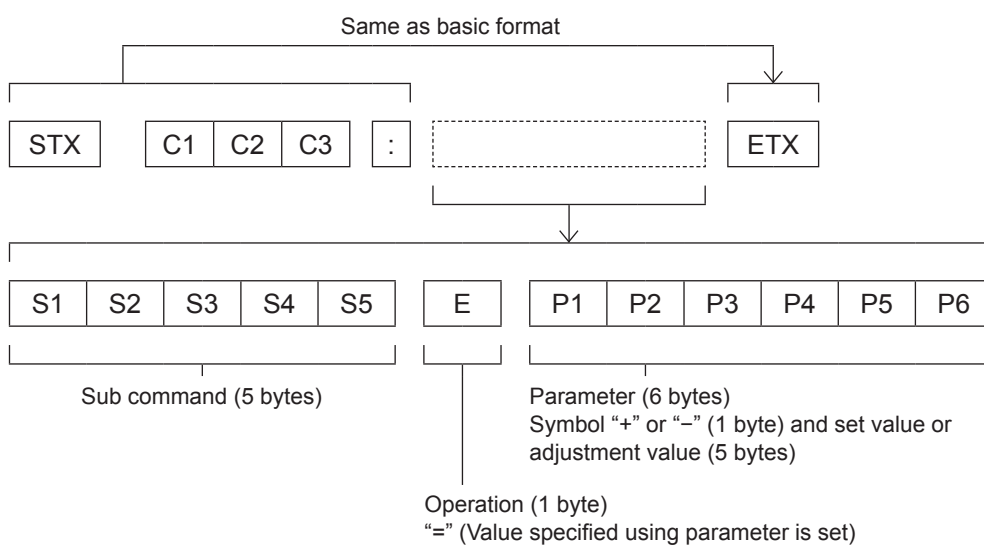 Same as basic format
STX C1 C2 C3 : ETX
S1 S2 S3 S4 S5 E P1 P2 P3 P4 P5 P6
Sub command (5 bytes)
Parameter (6 bytes)
Symbol “+” or “−” (1 byte) and set value or
adjustment value (5 bytes)
Operation (1 byte)
“=” (Value specified using parameter is set)